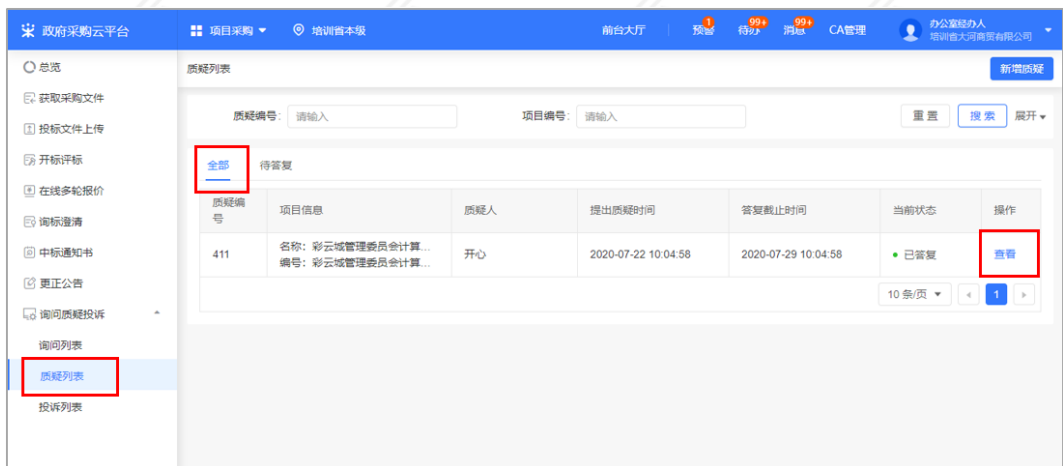 政府采购云平台
项目采购
培训省本级
前台大厅
预警
1
待办
99+
消息
99+
CA管理
办公室经办人
培训省大河商贸有限公司
总览
获取采购文件
投标文件上传
开标评标
在线多轮报价
询标澄清
中标通知书
更正公告
询问质疑投诉
询问列表
质疑列表
投诉列表
质疑列表
新增质疑
质疑编号: 请输入
项目编号: 请输入
重置
搜索
展开
全部
待答复
质疑编号
项目信息
质疑人
提出质疑时间
答复截止时间
当前状态
操作
411
名称：彩云城管理委员会计算...
编号：彩云城管理委员会计算...
开心
2020-07-22 10:04:58
2020-07-29 10:04:58
已答复
查看
10 条/页
1